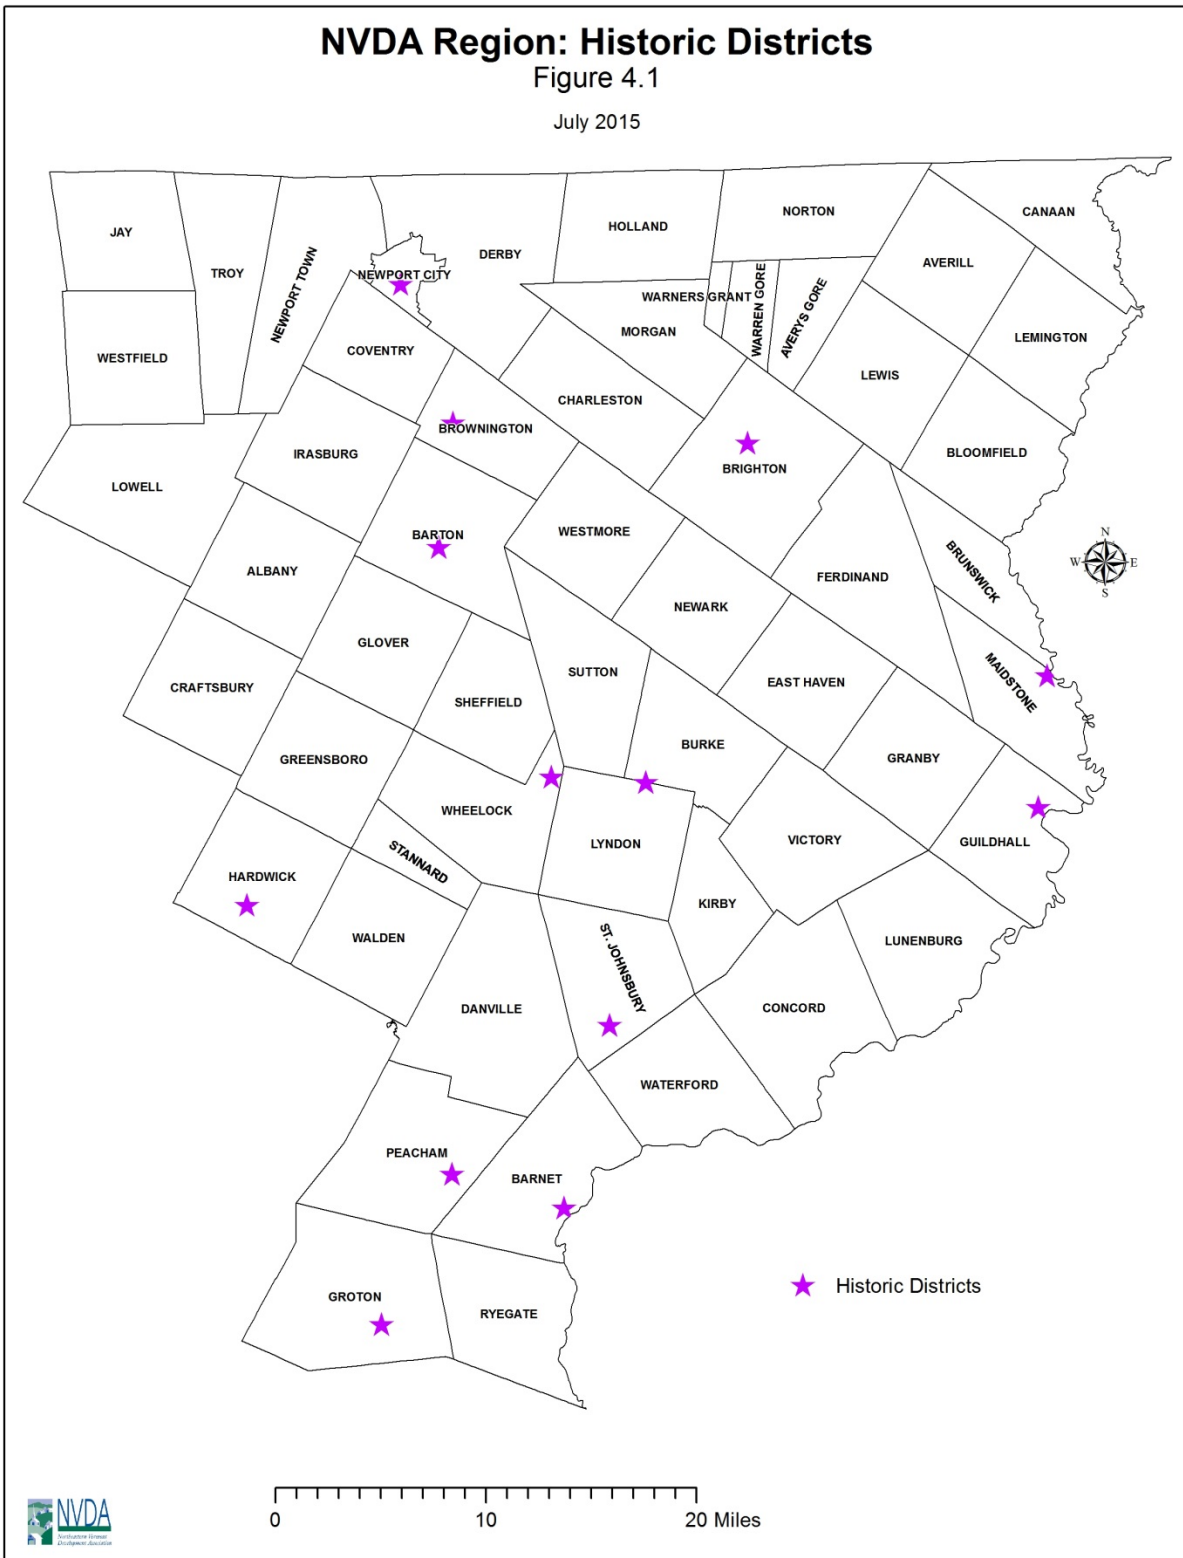 NVDA Region: Historic Districts
Figure 4.1
July 2015
CANAAN
NORTON
HOLLAND
JAY
DERBY
AVERILL
TROY
NEWPORT CITY
NEWPORT TOWN
WARNERS GRANT
WARREN GORE
AVERYS GORE
MORGAN
LEMINGTON
COVENTRY
WESTFIELD
LEWIS
CHARLESTON
BROWNINGTON
BLOOMFIELD
IRASBURG
BRIGHTON
LOWELL
WESTMORE
BARTON
N
W
E
S
ALBANY
BRUNSWICK
FERDINAND
NEWARK
GLOVER
SUTTON
EAST HAVEN
MAIDSTONE
CRAFTSBURY
SHEFFIELD
BURKE
GREENSBORO
GRANBY
WHEELOCK
VICTORY
GUILDHALL
LYNDON
STANNARD
HARDWICK
KIRBY
WALDEN
LUNENBURG
ST. JOHNSBURY
DANVILLE
CONCORD
WATERFORD
PEACHAM
BARNET
Historic Districts
GROTON
RYEGATE
NVDA
Northeastern Vermont
Development Association
0 10 20 Miles